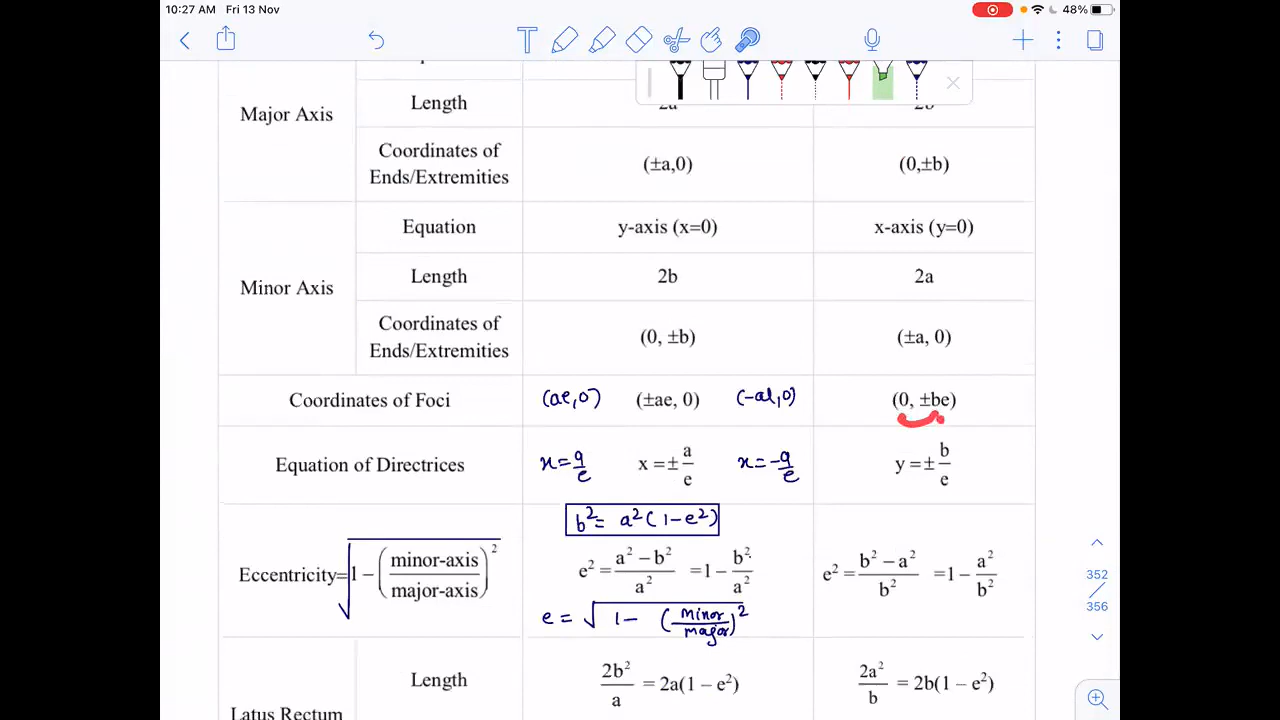 10:27 AM Fri 13 Nov
48%
Major Axis
Length
2a
2b
Coordinates of
Ends/Extremities
(±a,0)
(0,±b)
Minor Axis
Equation
y-axis (x=0)
x-axis (y=0)
Length
2b
2a
Coordinates of
Ends/Extremities
(0, ±b)
(±a, 0)
Coordinates of Foci
(ae,0)
(±ae, 0)
(-ae,0)
(0, ±be)
Equation of Directrices
x = a/e
x = ± a/e
x = -a/e
y = ± b/e
Eccentricity= √1 − (minor-axis/major-axis)²
b² = a²(1-e²)
e² = (a² − b²)/a² = 1 − b²/a²
e = √1 - (minor/major)²
e² = (b² − a²)/b² = 1 − a²/b²
Latus Rectum
Length
2b²/a = 2a(1 − e²)
2a²/b = 2b(1 − e²)
352
/
356